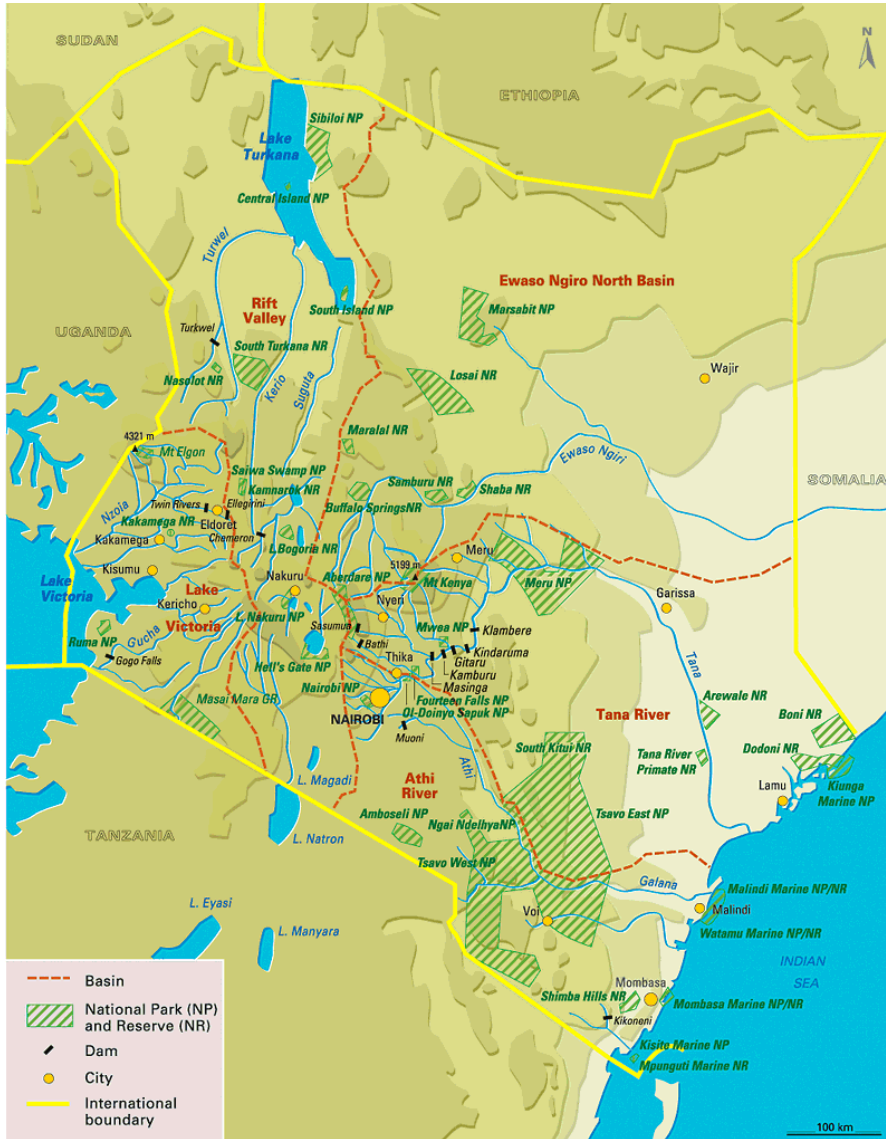 SUDAN
N
ETHIOPIA
Sibiloi NP
Lake
Turkana
Central Island NP
Turwel
Ewaso Ngiro North Basin
Rift
Valley
South Island NP
Marsabit NP
UGANDA
Turkwel
South Turkana NR
Nasolot NR
Kerio
Suguta
Losai NR
Wajir
4321 m
Mt Elgon
Maralal NR
Ewaso Ngiri
SOMALIA
Saiwa Swamp NP
Kamnarok NR
Samburu NR
Shaba NR
Nzoia
Twin Rivers
Ellegirini
Eldoret
Buffalo SpringsNR
Kakamega NR
Chemeron
Kakamega
L.Bogoria NR
Meru
Kisumu
5199 m
Lake
Victoria
Nakuru
Aberdare NP
Mt Kenya
Meru NP
Lake
Victoria
Kericho
L. Nakuru NP
Nyeri
Garissa
Ruma NP
Gucha
Sasumua
Mwea NP
Klambere
Bathi
Kindaruma
Gogo Falls
Hell's Gate NP
Thika
Gitaru
Kamburu
Masinga
Tana
Masai Mara GR
Nairobi NP
Fourteen Falls NP
Arewale NR
NAIROBI
Ol-Doinyo Sapuk NP
Tana River
Boni NR
Muoni
South Kitui NR
Tana River
Primate NR
Dodoni NR
Athi
L. Magadi
Athi
River
Lamu
Kiunga
Marine NP
TANZANIA
L. Natron
Amboseli NP
Ngai NdelhyaNP
Tsavo East NP
Tsavo West NP
Galana
Malindi Marine NP/NR
L. Eyasi
Voi
Malindi
L. Manyara
Watamu Marine NP/NR
INDIAN
SEA
Mombasa
Shimba Hills NR
Mombasa Marine NP/NR
Kikoneni
Kisite Marine NP
Mpunguti Marine NR
Basin
National Park (NP)
and Reserve (NR)
Dam
City
International
boundary
100 km